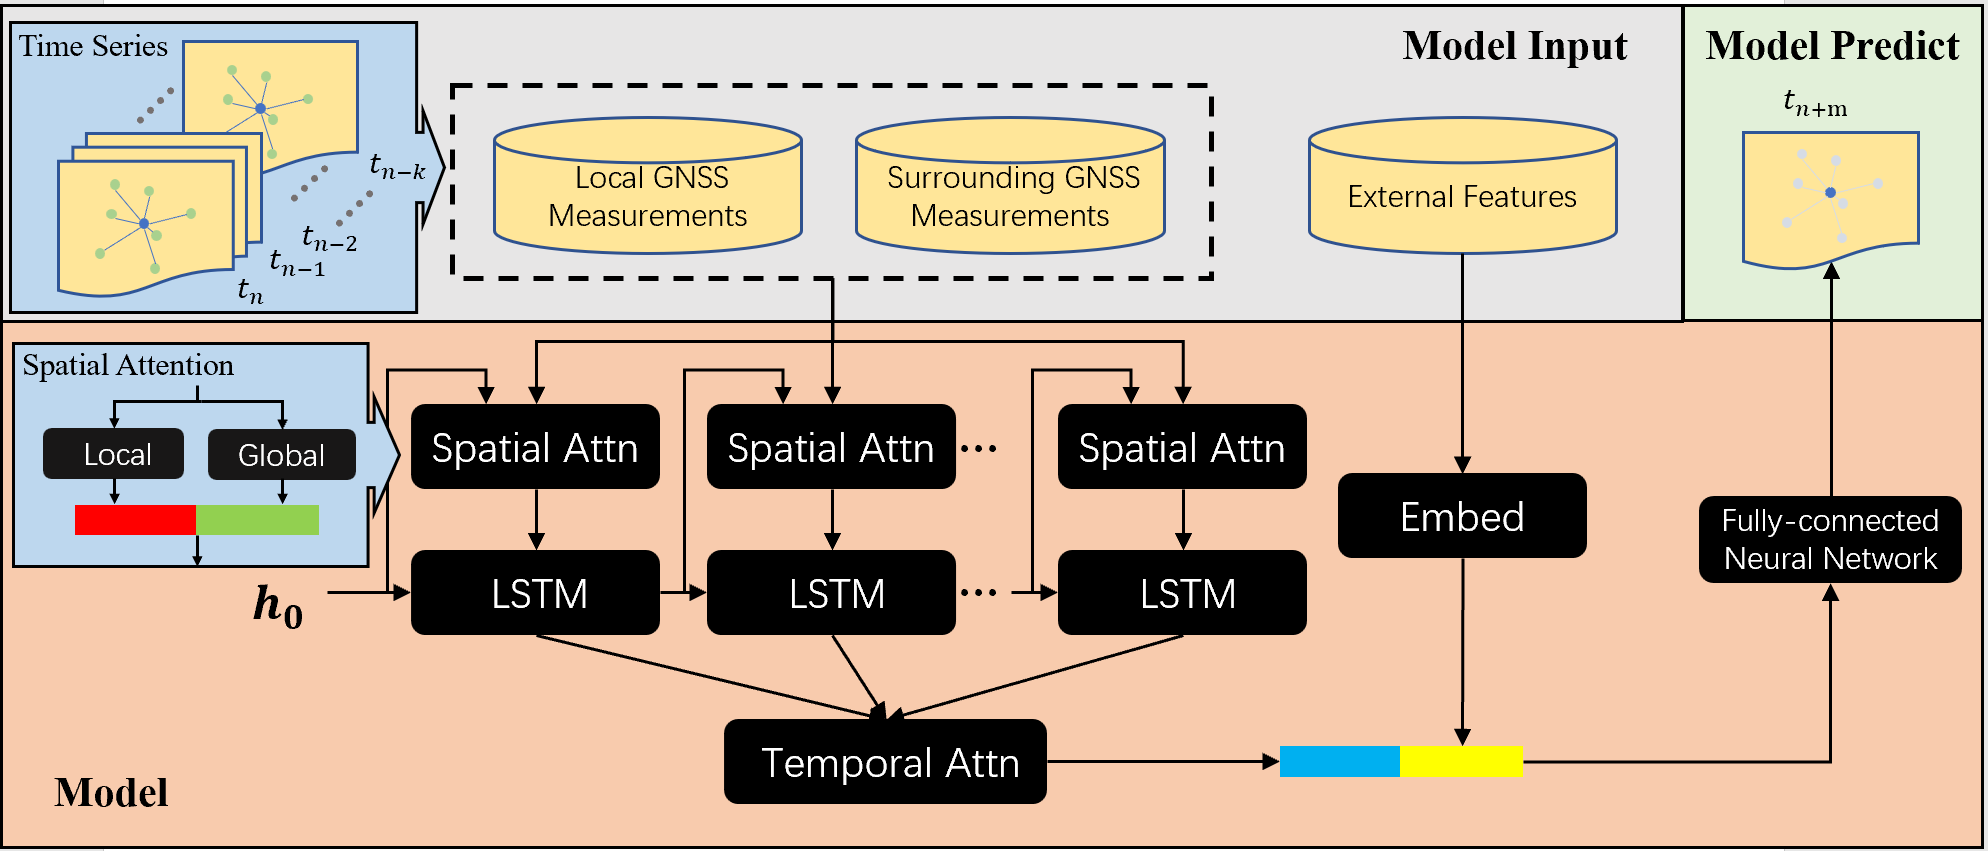 Time Series
t_{n-k}
t_{n-2}
t_{n-1}
t_n
Model Input
Local GNSS
Measurements
Surrounding GNSS
Measurements
External Features
Model Predict
t_{n+m}
Spatial Attention
Local
Global
Spatial Attn
Spatial Attn
...
Spatial Attn
Embed
Fully-connected
Neural Network
h_0
LSTM
LSTM
...
LSTM
Temporal Attn
Model